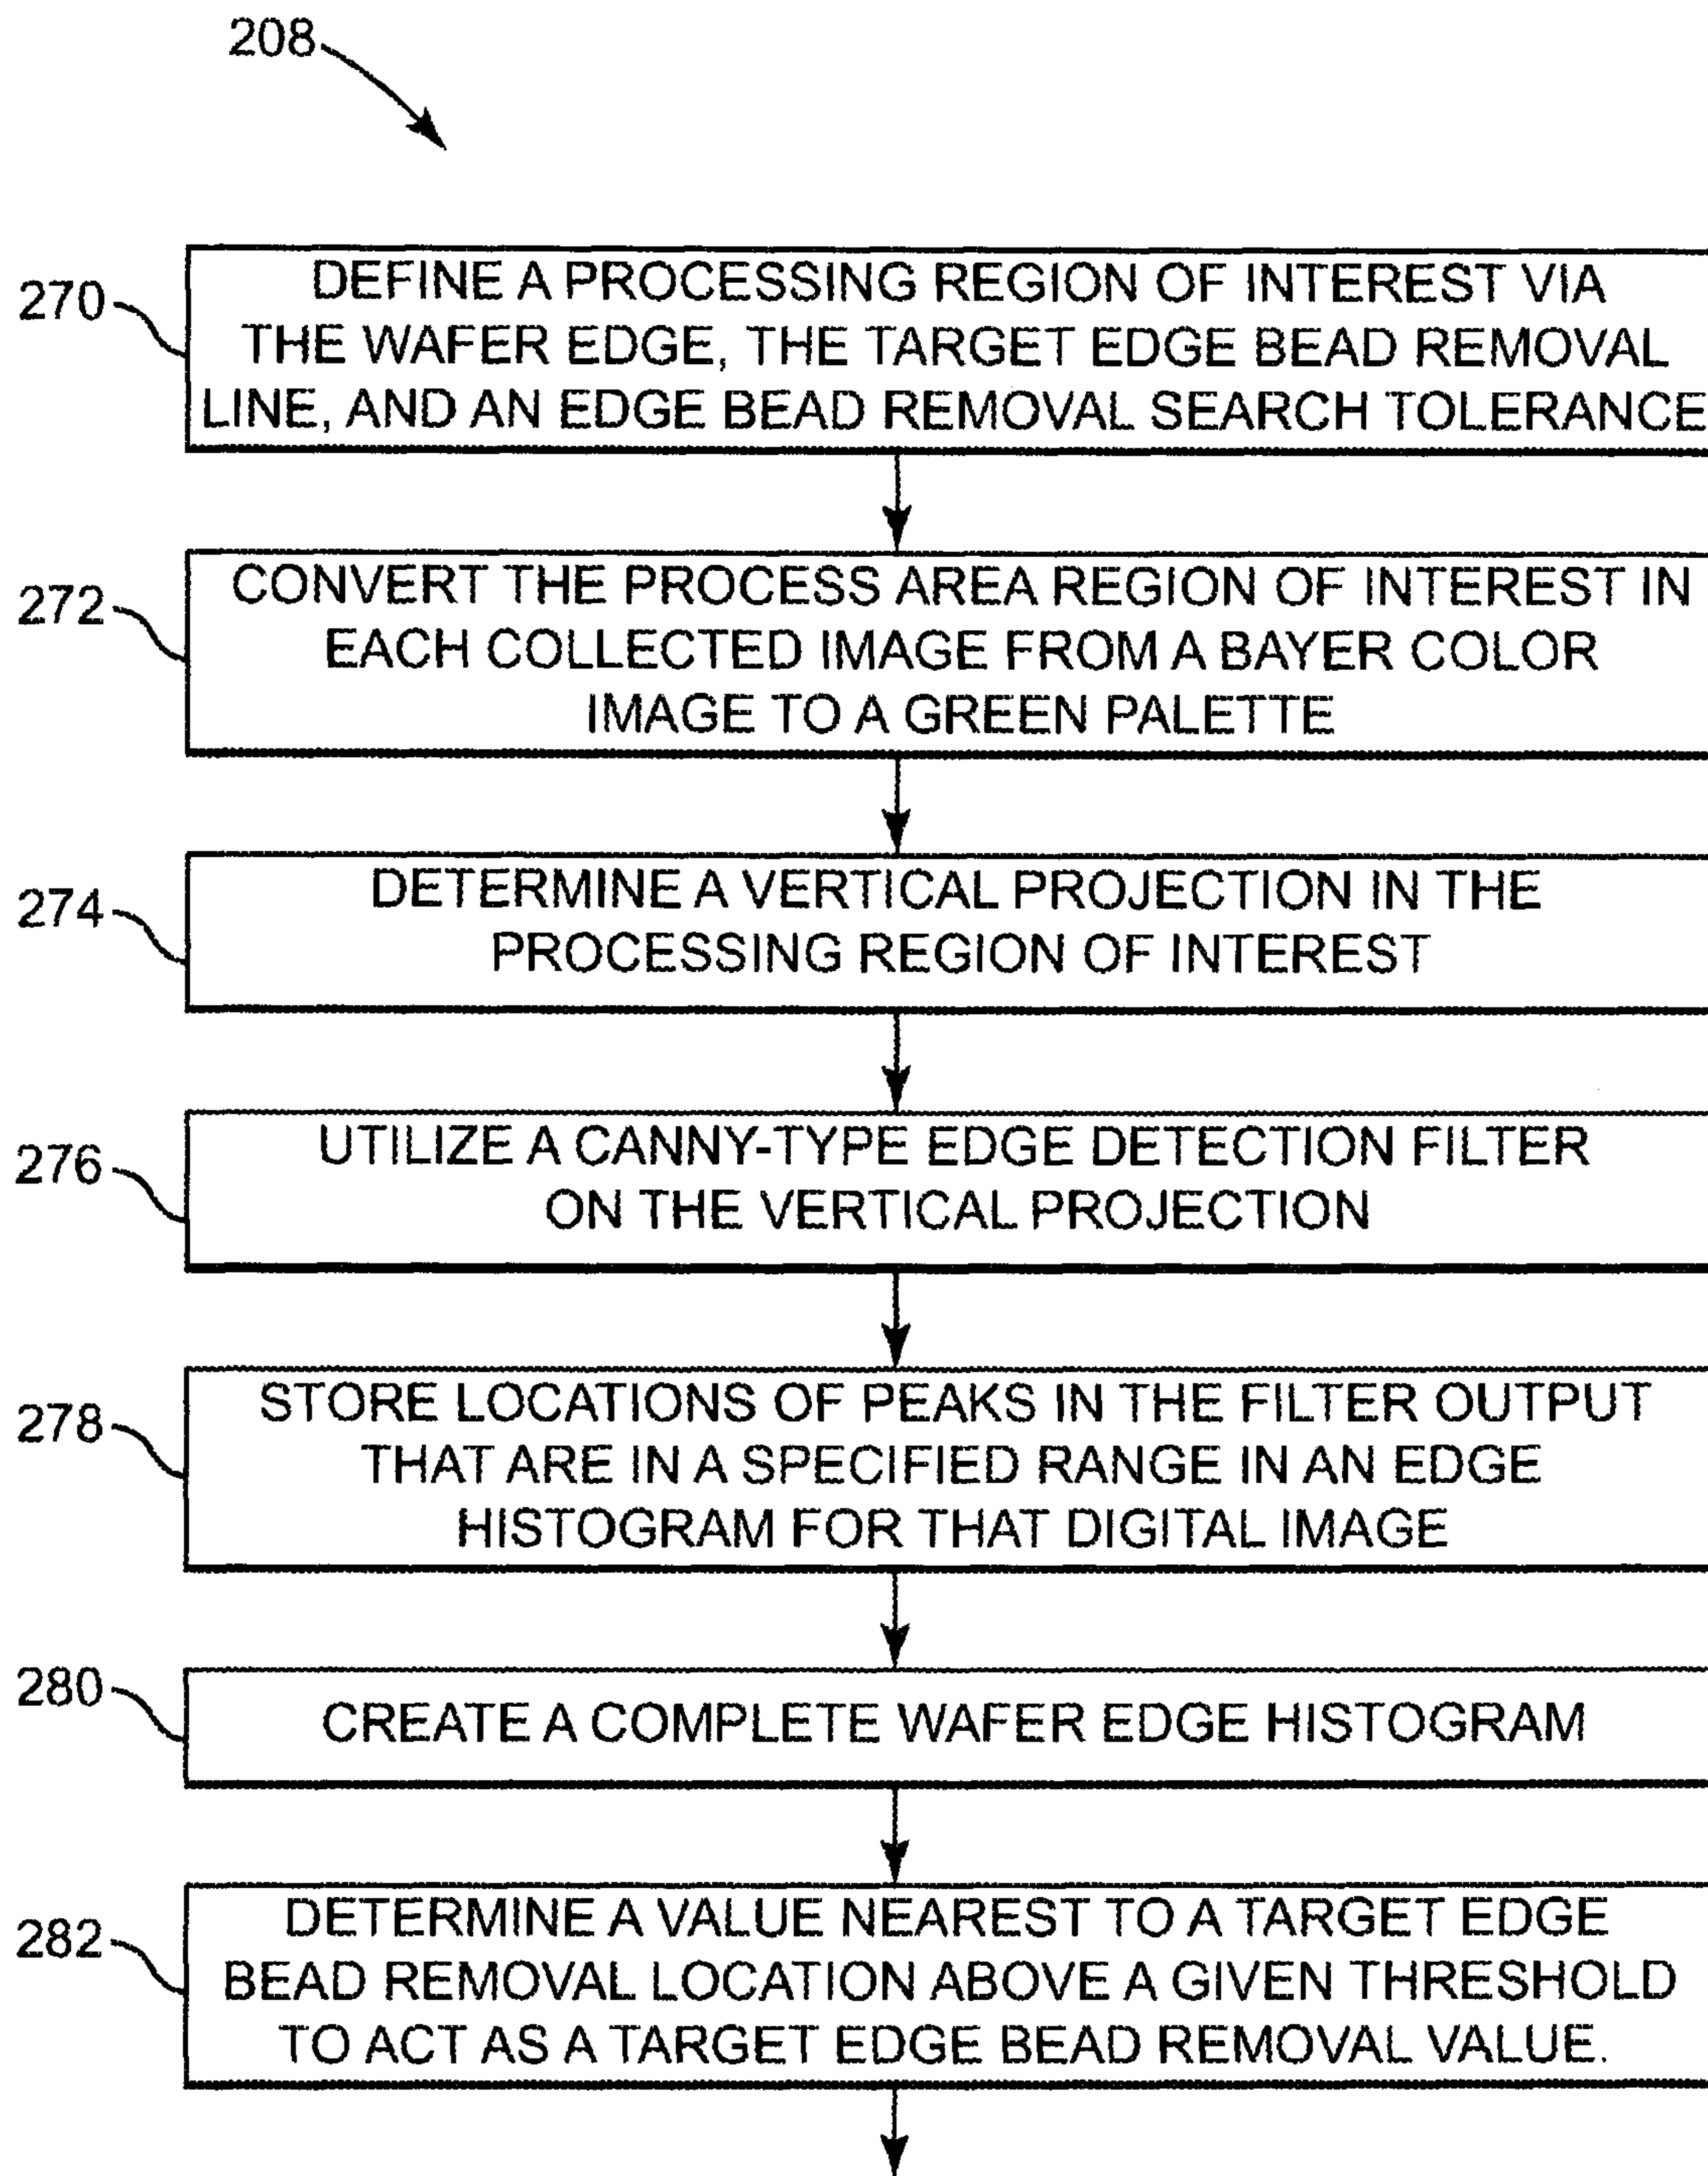 208
270
DEFINE A PROCESSING REGION OF INTEREST VIA
THE WAFER EDGE, THE TARGET EDGE BEAD REMOVAL
LINE, AND AN EDGE BEAD REMOVAL SEARCH TOLERANCE
272
CONVERT THE PROCESS AREA REGION OF INTEREST IN
EACH COLLECTED IMAGE FROM A BAYER COLOR
IMAGE TO A GREEN PALETTE
274
DETERMINE A VERTICAL PROJECTION IN THE
PROCESSING REGION OF INTEREST
276
UTILIZE A CANNY-TYPE EDGE DETECTION FILTER
ON THE VERTICAL PROJECTION
278
STORE LOCATIONS OF PEAKS IN THE FILTER OUTPUT
THAT ARE IN A SPECIFIED RANGE IN AN EDGE
HISTOGRAM FOR THAT DIGITAL IMAGE
280
CREATE A COMPLETE WAFER EDGE HISTOGRAM
282
DETERMINE A VALUE NEAREST TO A TARGET EDGE
BEAD REMOVAL LOCATION ABOVE A GIVEN THRESHOLD
TO ACT AS A TARGET EDGE BEAD REMOVAL VALUE.